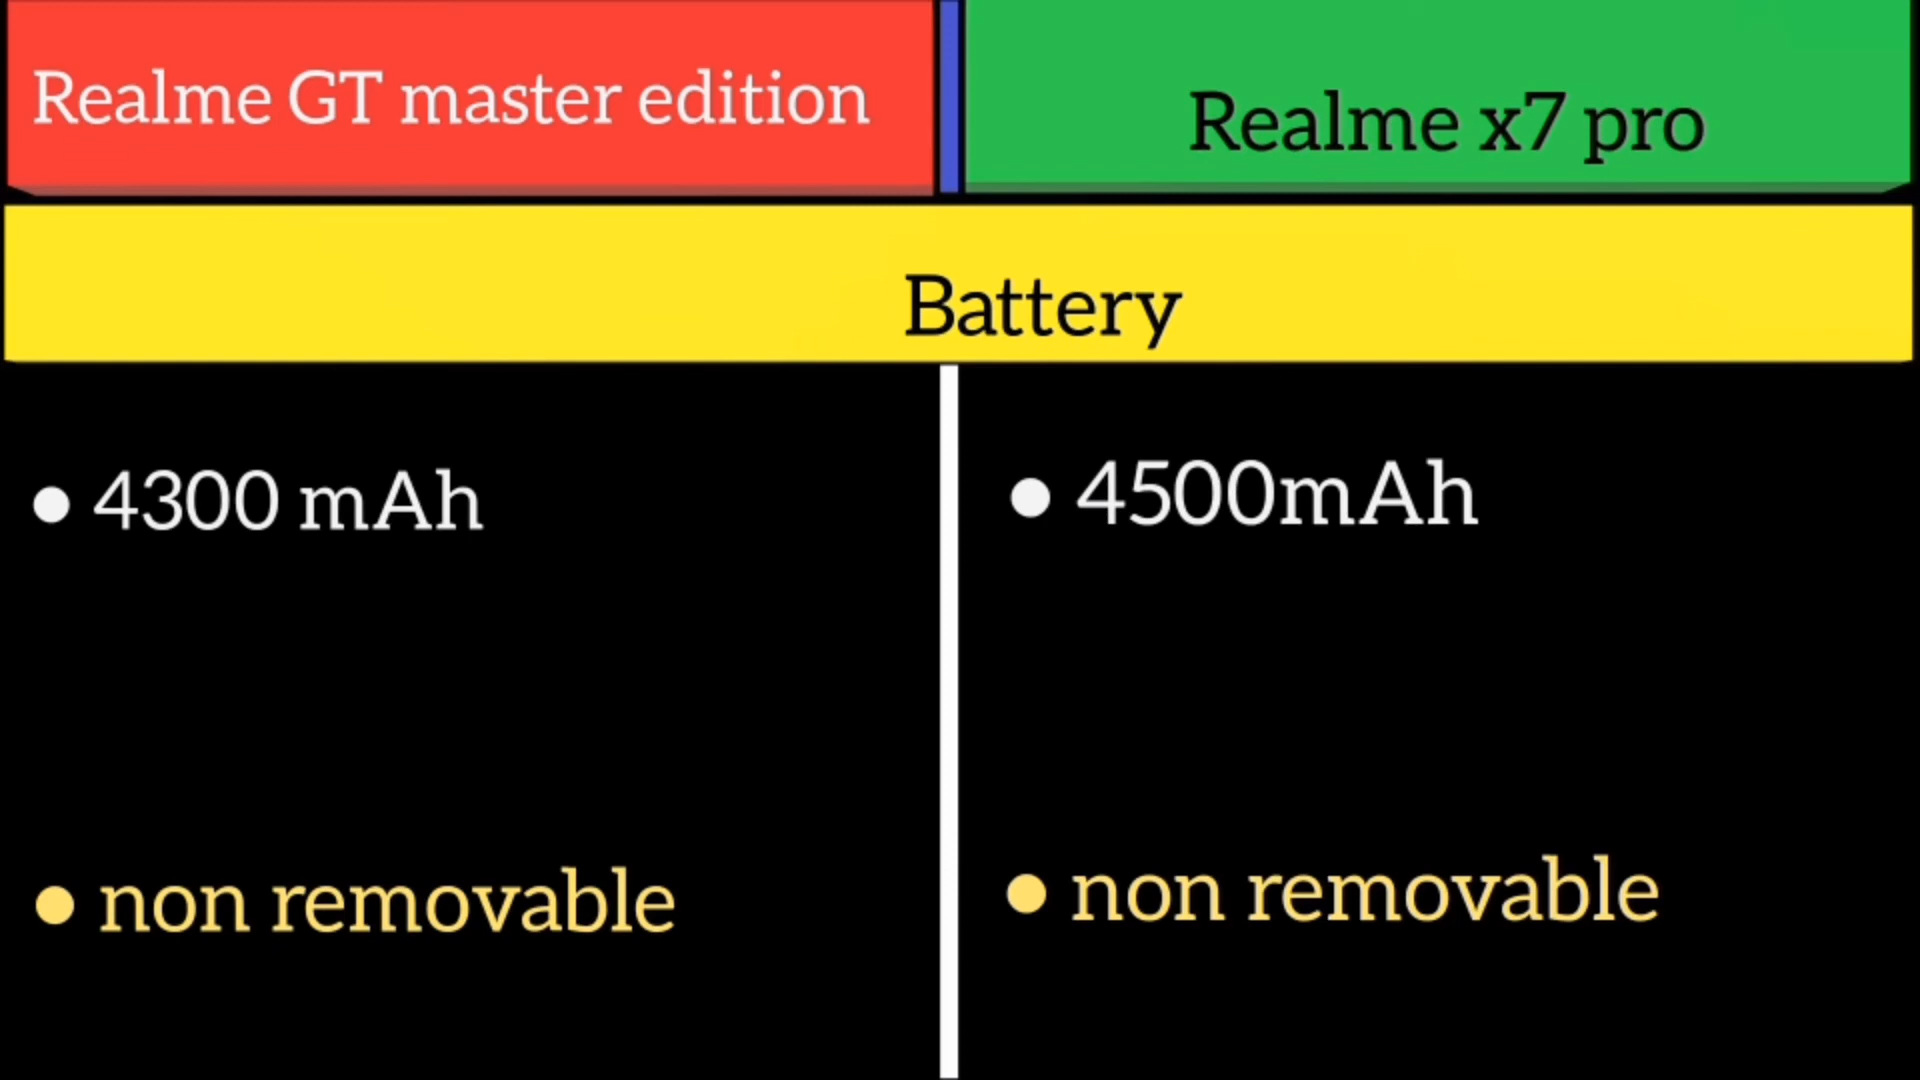 Realme GT master edition
Realme x7 pro
Battery
● 4300 mAh
● 4500mAh
● non removable
● non removable